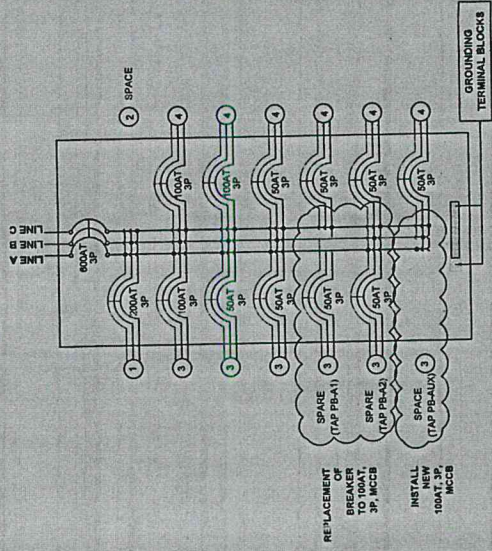 LINE A
LINE B
LINE C
600AT
3P
1
200AT
3P
2
SPACE
3
100AT
3P
100AT
3P
4
3
50AT
3P
100AT
3P
4
3
50AT
3P
50AT
3P
4
REPLACEMENT
OF
BREAKER
TO 100AT,
3P, MCCB
SPARE
(TAP PB-A1)
3
50AT
3P
50AT
3P
4
SPARE
(TAP PB-A2)
3
50AT
3P
50AT
3P
4
INSTALL
NEW
100AT, 3P,
MCCB
SPACE
(TAP PB-AUX)
3
50AT
3P
4
GROUNDING
TERMINAL BLOCKS